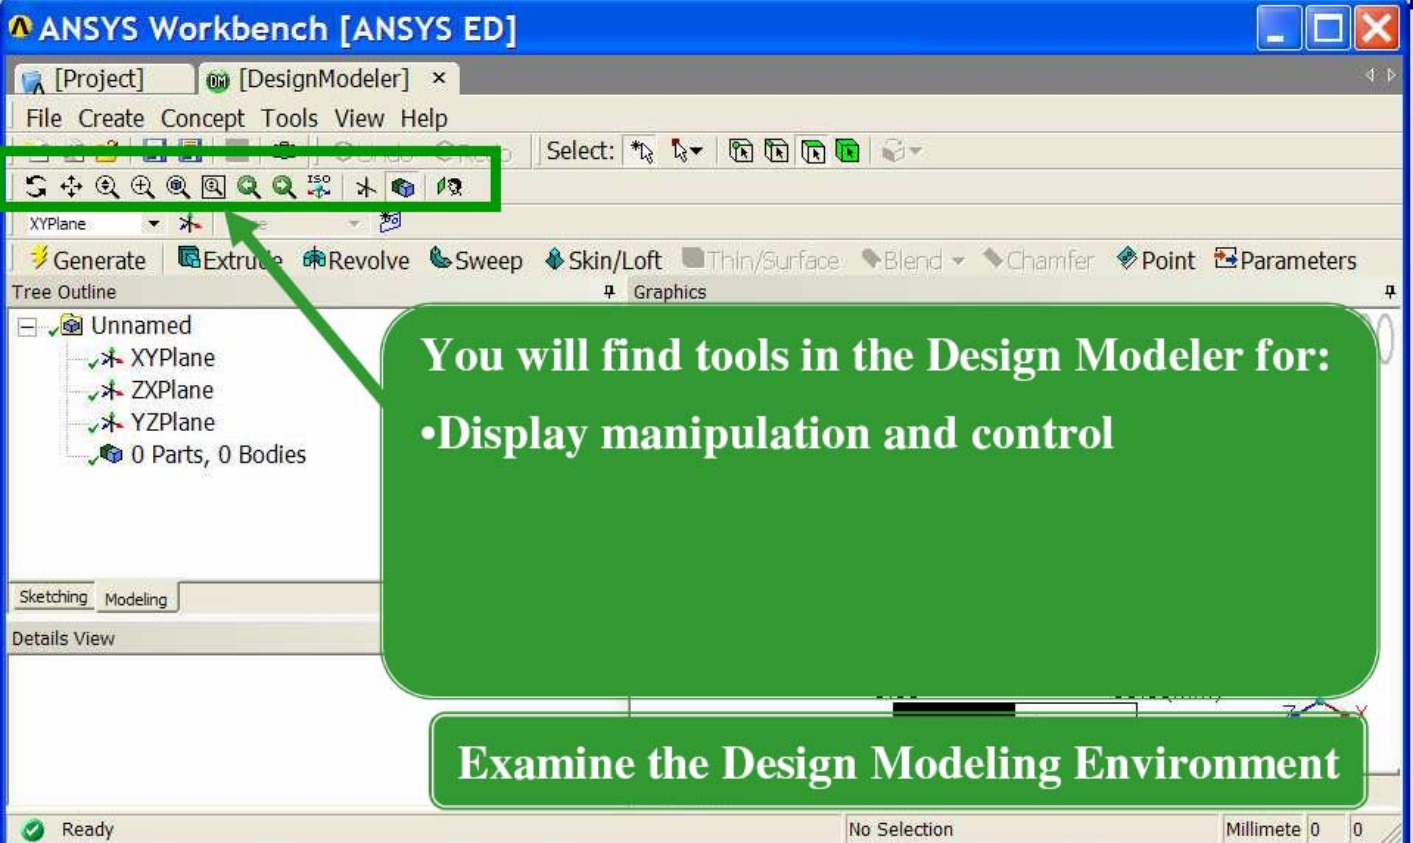 ANSYS Workbench [ANSYS ED]
[Project] DM [DesignModeler] ×
File Create Concept Tools View Help
Select:
ISO
XYPlane
Generate Extrude Revolve Sweep Skin/Loft Thin/Surface Blend Chamfer Point Parameters
Tree Outline
Graphics
Unnamed
XYPlane
ZXPlane
YZPlane
0 Parts, 0 Bodies
You will find tools in the Design Modeler for:
•Display manipulation and control
Sketching Modeling
Details View
Z X
Examine the Design Modeling Environment
Ready No Selection Millimete 0 0